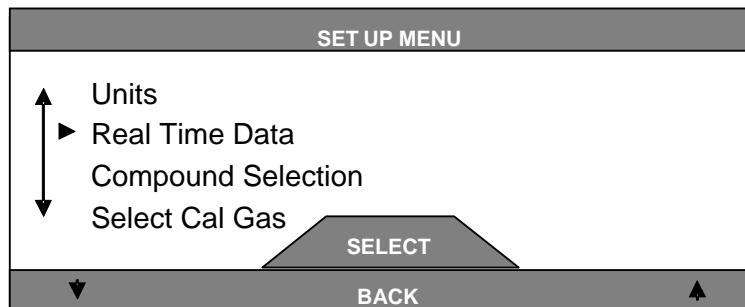 SET UP MENU
Units
Real Time Data
Compound Selection
Select Cal Gas
SELECT
BACK